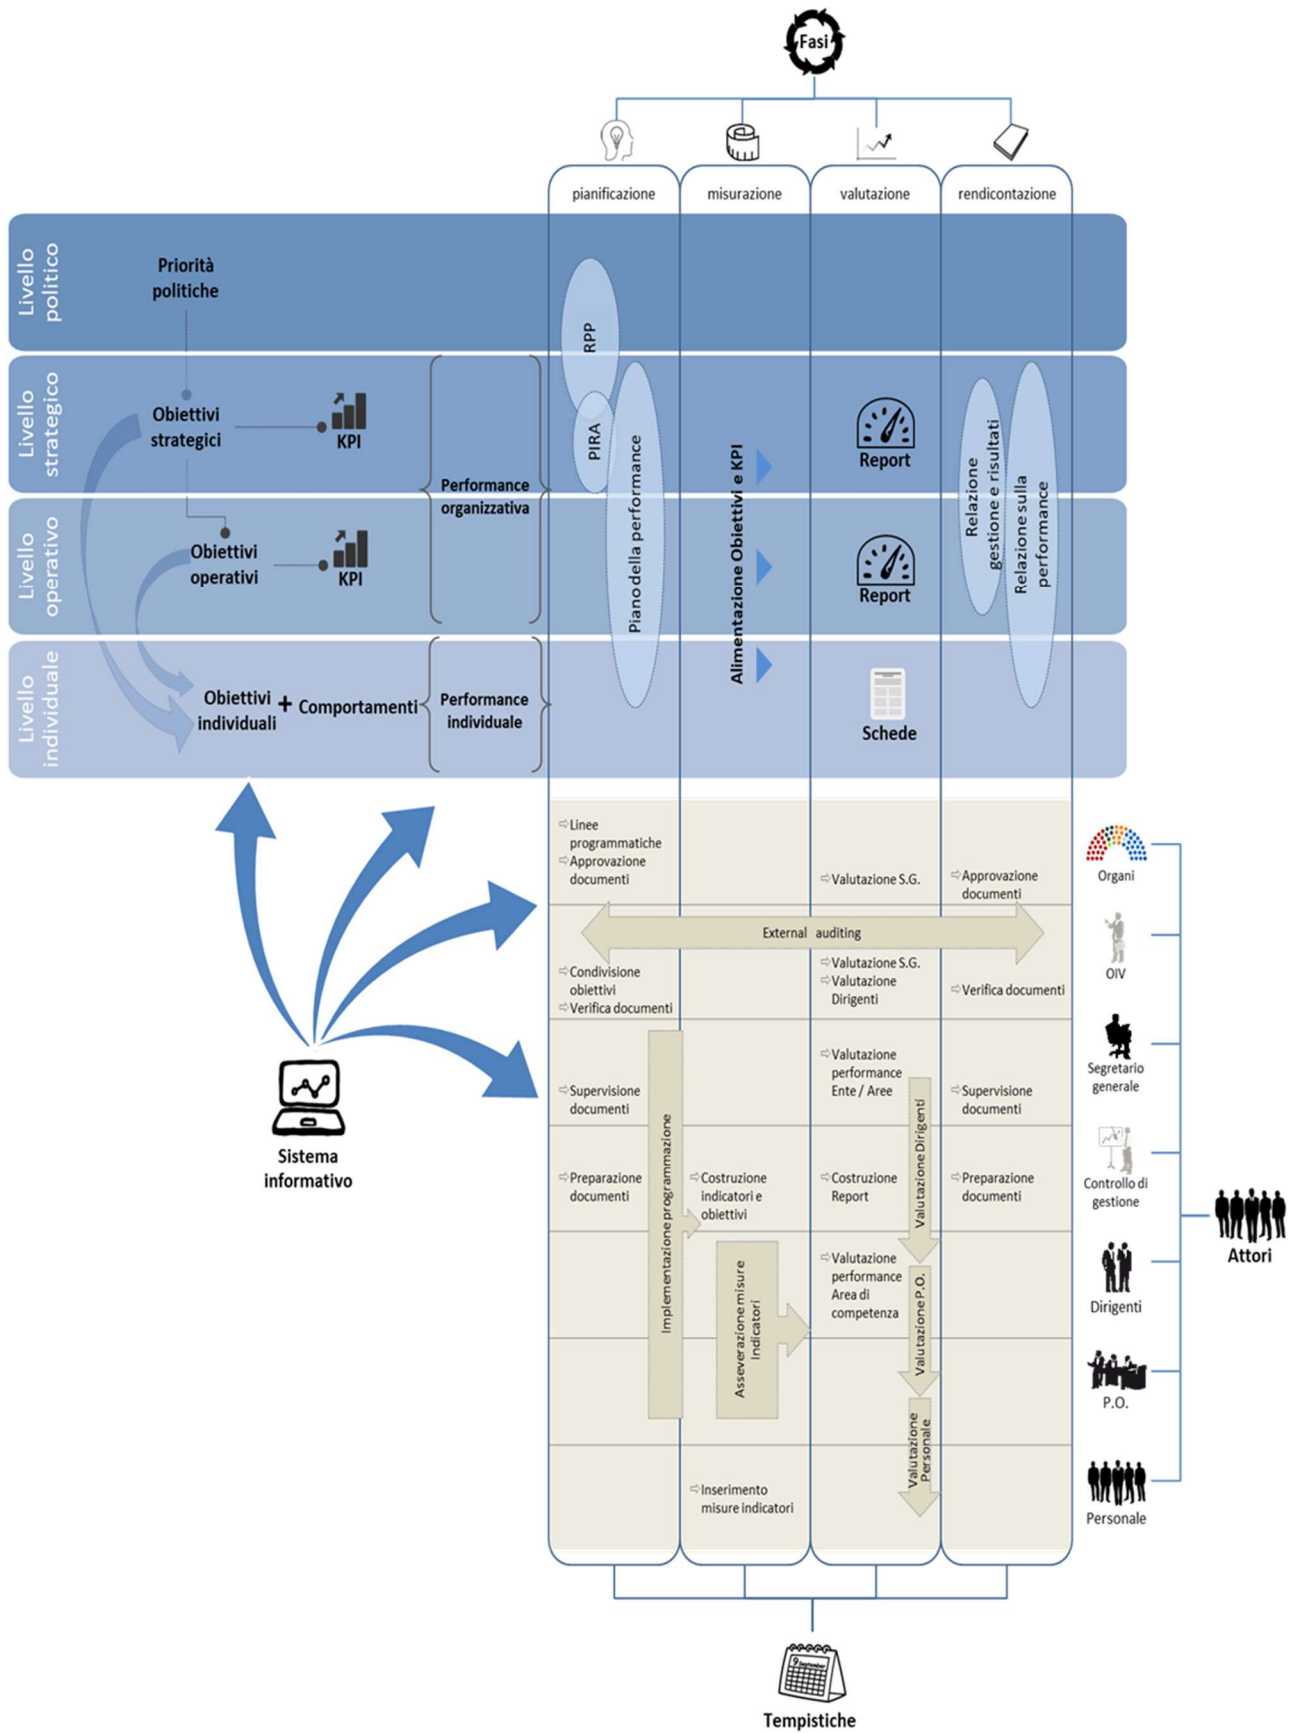 Fasi
pianificazione
misurazione
valutazione
rendicontazione
Livello
politico
Priorità
politiche
RPP
Livello
strategico
Obiettivi
strategici
KPI
PIRA
Report
Livello
operativo
Obiettivi
operativi
KPI
Performance
organizzativa
Piano della performance
Alimentazione Obiettivi e KPI
Report
Relazione
gestione e risultati
Relazione sulla
performance
Livello
individuale
Obiettivi
individuali
+
Comportamenti
Performance
individuale
Schede
⇨Linee
programmatiche
⇨Approvazione
documenti
⇨Valutazione S.G.
⇨Approvazione
documenti
Organi
External auditing
⇨Condivisione
obiettivi
⇨Verifica documenti
⇨Valutazione S.G.
⇨Valutazione
Dirigenti
⇨Verifica documenti
OIV
⇨Supervisione
documenti
⇨Valutazione
performance
Ente / Aree
⇨Supervisione
documenti
Segretario
generale
Sistema
informativo
⇨Preparazione
documenti
Implementazione programmazione
⇨Costruzione
indicatori e
obiettivi
⇨Costruzione
Report
Valutazione Dirigenti
⇨Preparazione
documenti
Controllo di
gestione
Attori
Asseverazione misure
Indicatori
⇨Valutazione
performance
Area di
competenza
Valutazione P.O.
Dirigenti
P.O.
⇨Inserimento
misure indicatori
Valutazione
Personale
Personale
9 September
Tempistiche